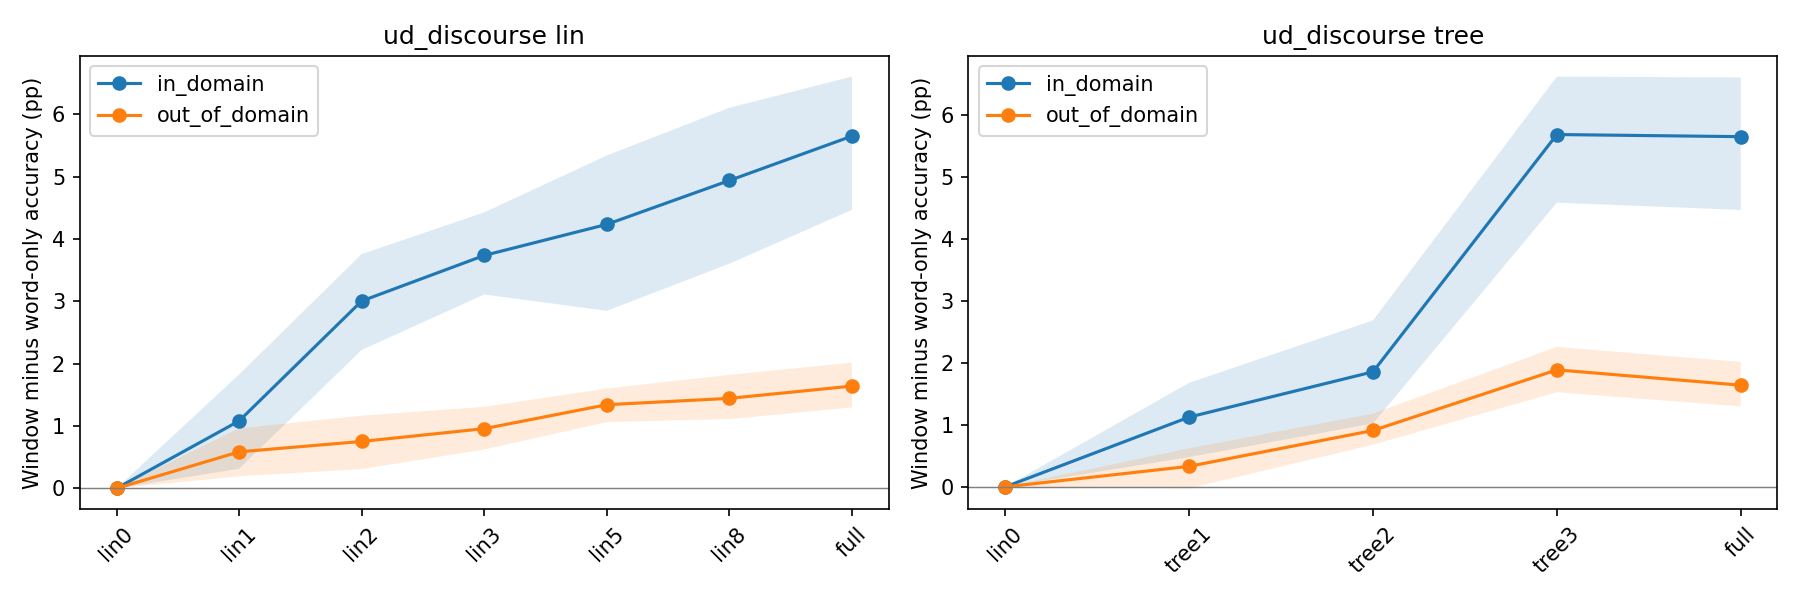 ud_discourse lin
Window minus word-only accuracy (pp)
in_domain
out_of_domain
6
5
4
3
2
1
0
lin0
lin1
lin2
lin3
lin5
lin8
full
ud_discourse tree
Window minus word-only accuracy (pp)
in_domain
out_of_domain
6
5
4
3
2
1
0
lin0
tree1
tree2
tree3
full